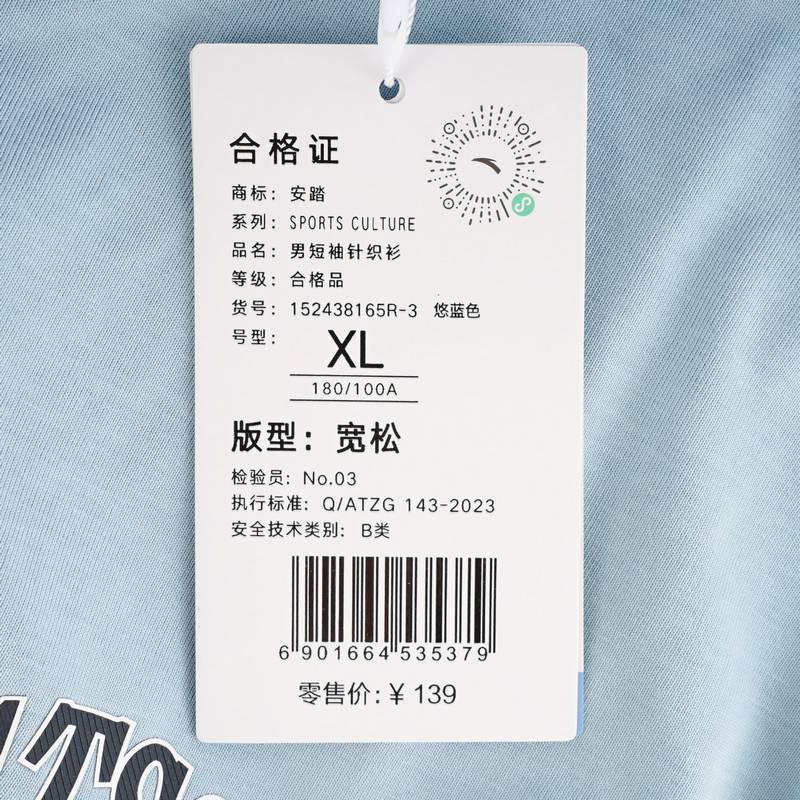 合格证
商标：安踏
系列：SPORTS CULTURE
品名：男短袖针织衫
等级：合格品
货号：152438165R-3 悠蓝色
号型：XL
180/100A
版型：宽松
检验员：No.03
执行标准：Q/ATZG 143-2023
安全技术类别：B类
6 901664 535379
零售价：¥ 139